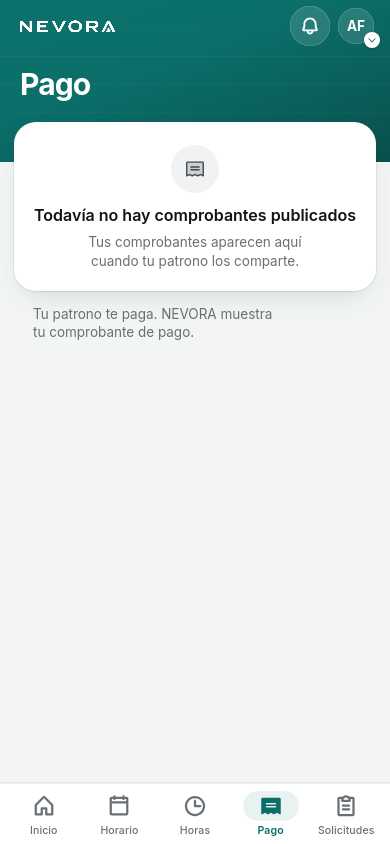 NEVORA
AF
Pago
Todavía no hay comprobantes publicados
Tus comprobantes aparecen aquí
cuando tu patrono los comparte.
Tu patrono te paga. NEVORA muestra
tu comprobante de pago.
Inicio
Horario
Horas
Pago
Solicitudes